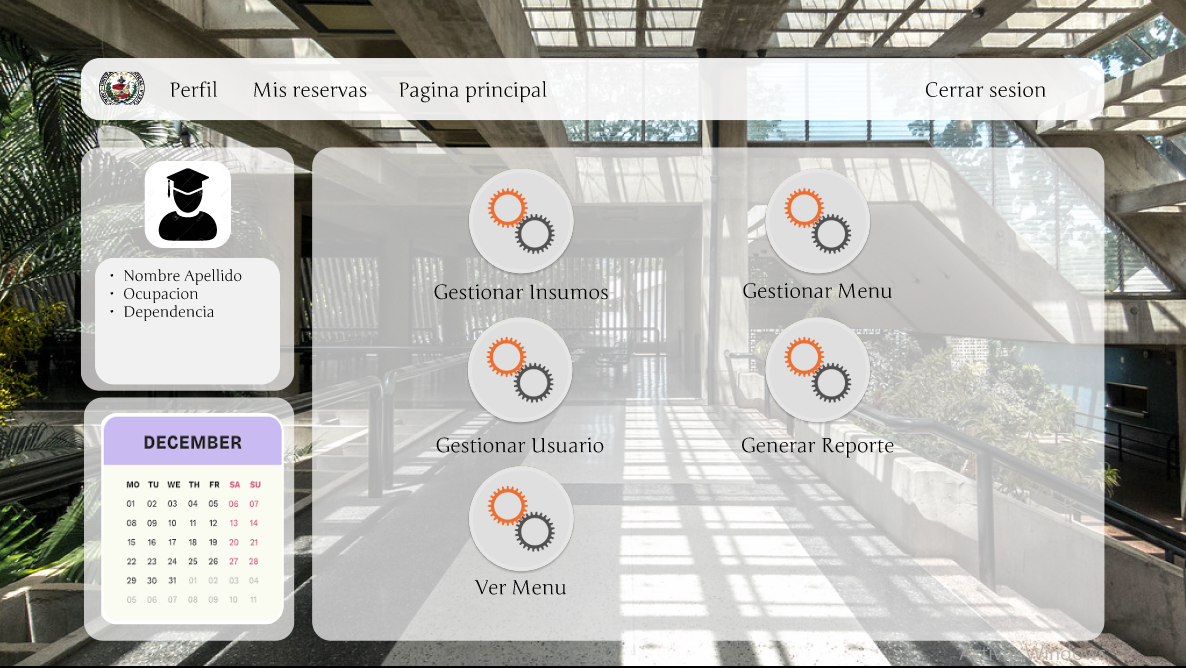 Perfil Mis reservas Pagina principal Cerrar sesion
• Nombre Apellido
• Ocupacion
• Dependencia
DECEMBER
MO TU WE TH FR SA SU
01 02 03 04 05 06 07
08 09 10 11 12 13 14
15 16 17 18 19 20 21
22 23 24 25 26 27 28
29 30 31 01 02 03 04
05 06 07 08 09 10 11
Gestionar Insumos Gestionar Menu
Gestionar Usuario Generar Reporte
Ver Menu
Windows